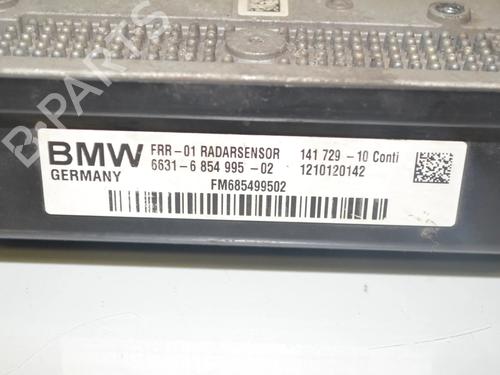 B-PARTS
BMW
GERMANY
FRR-01 RADARSENSOR
6631-6 854 995 -02
141 729 -10 Conti
1210120142
FM685499502